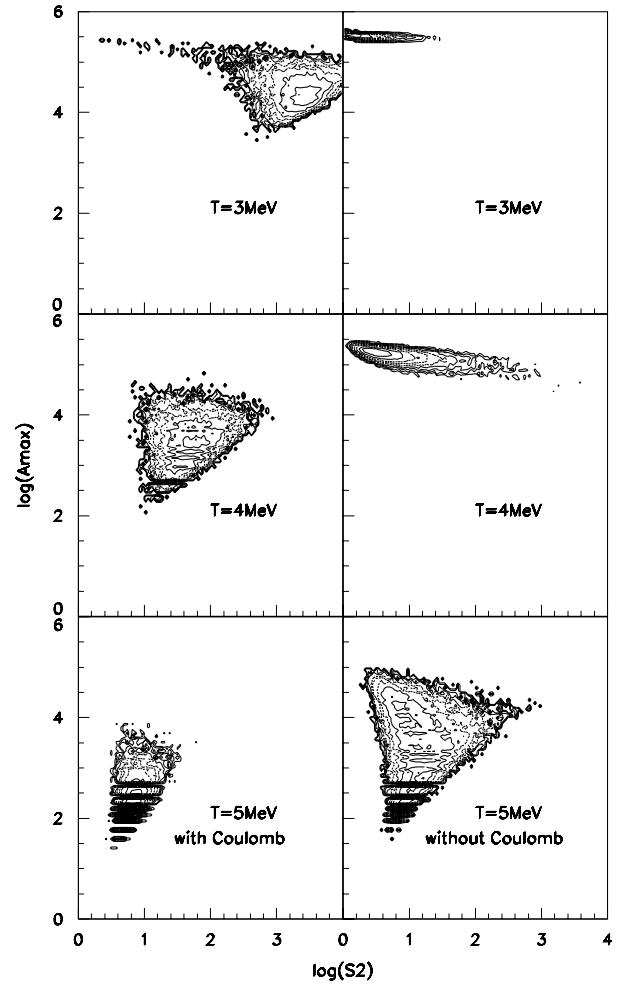 6
4
2
0
T=3MeV
T=3MeV
6
4
2
0
T=4MeV
T=4MeV
log(Amax)
6
4
2
0
T=5MeV
with Coulomb
T=5MeV
without Coulomb
0 1 2 3 0 1 2 3 4
log(S2)